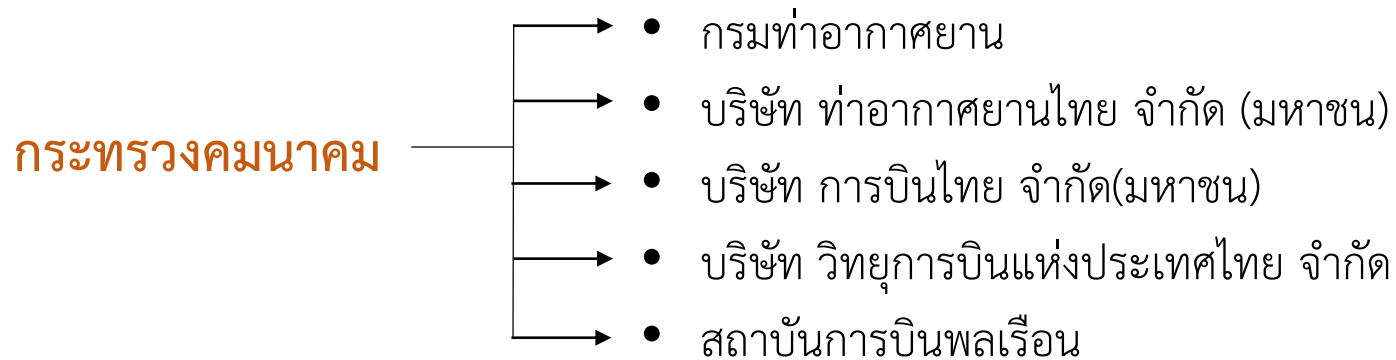 กระทรวงคมนาคม
• กรมท่าอากาศยาน
• บริษัท ท่าอากาศยานไทย จำกัด (มหาชน)
• บริษัท การบินไทย จำกัด(มหาชน)
• บริษัท วิทยุการบินแห่งประเทศไทย จำกัด
• สถาบันการบินพลเรือน